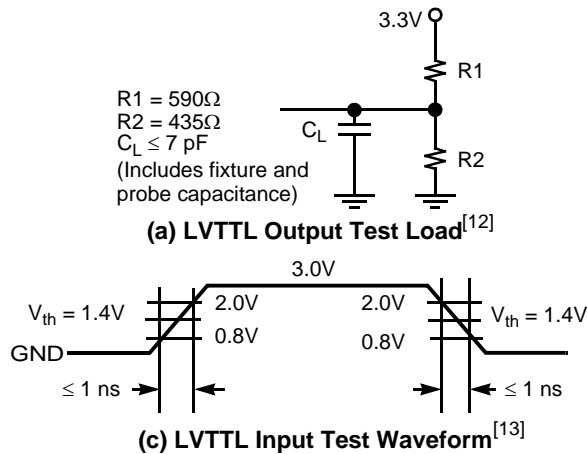 3.3V
R1
R1 = 590Ω
R2 = 435Ω
C_L ≤ 7 pF
(Includes fixture and
probe capacitance)
C_L
R2
(a) LVTTL Output Test Load[12]
3.0V
V_th = 1.4V
2.0V
0.8V
2.0V
0.8V
V_th = 1.4V
GND
≤ 1 ns
≤ 1 ns
(c) LVTTL Input Test Waveform[13]